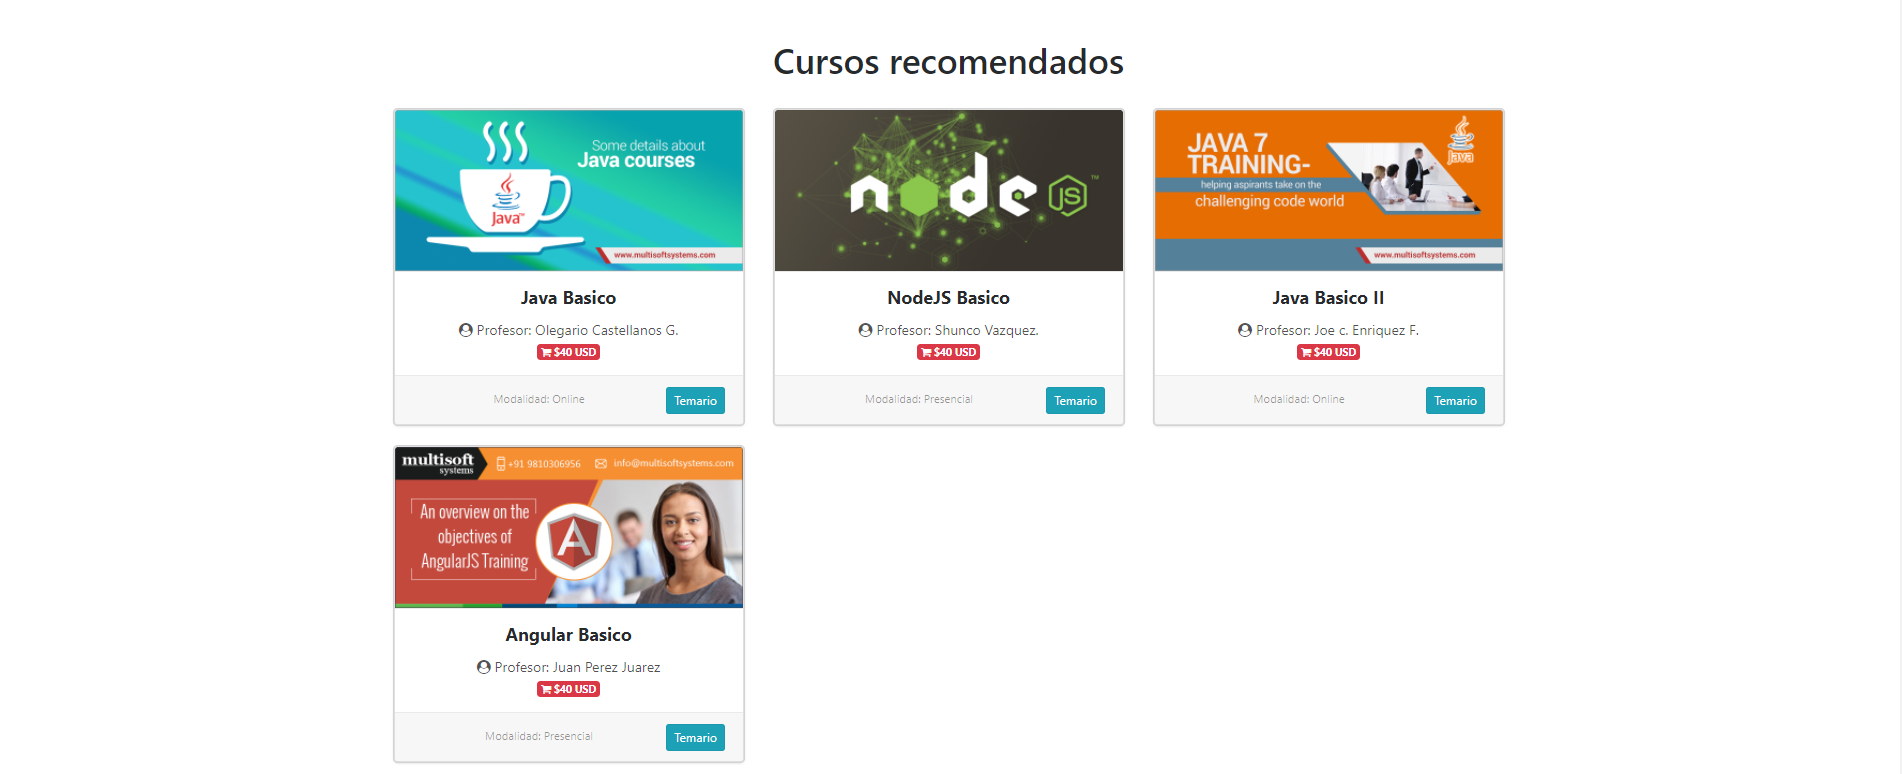 Cursos recomendados
Some details about
Java courses
Java™
www.multisoftsystems.com
Java Basico
Profesor: Olegario Castellanos G.
$40 USD
Modalidad: Online
Temario
node JS™
NodeJS Basico
Profesor: Shunco Vazquez.
$40 USD
Modalidad: Presencial
Temario
JAVA 7
TRAINING-
helping aspirants take on the
challenging code world
Java
www.multisoftsystems.com
Java Basico II
Profesor: Joe c. Enriquez F.
$40 USD
Modalidad: Online
Temario
multisoft
systems
+91 9810306956
info@multisoftsystems.com
An overview on the
objectives of
AngularJS Training
A
Angular Basico
Profesor: Juan Perez Juarez
$40 USD
Modalidad: Presencial
Temario